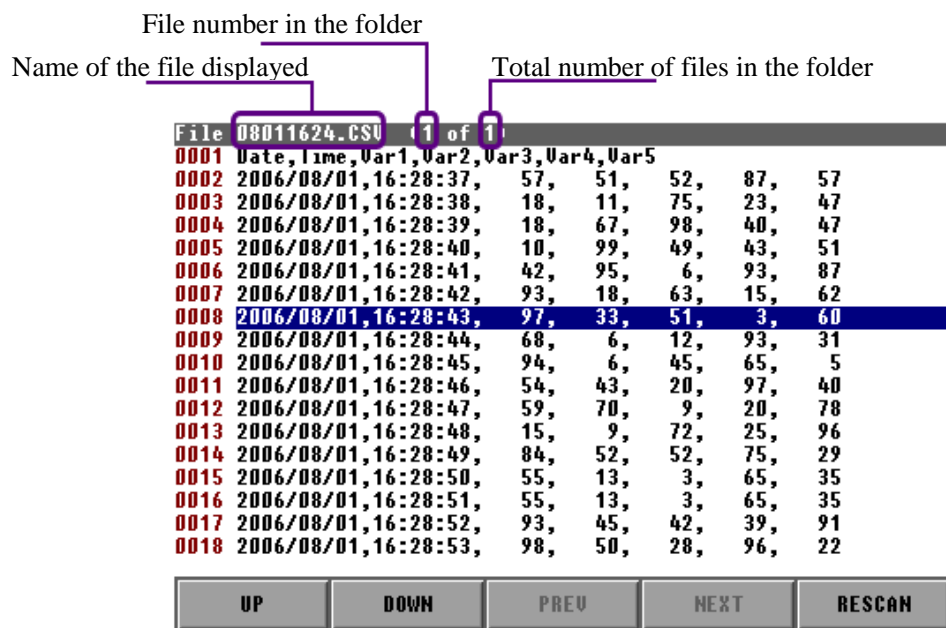 File number in the folder
Name of the file displayed
Total number of files in the folder
File 08011624.CSV (1 of 1)
0001 Date,Time,Var1,Var2,Var3,Var4,Var5
0002 2006/08/01,16:28:37, 57, 51, 52, 87, 57
0003 2006/08/01,16:28:38, 18, 11, 75, 23, 47
0004 2006/08/01,16:28:39, 18, 67, 98, 40, 47
0005 2006/08/01,16:28:40, 10, 99, 49, 43, 51
0006 2006/08/01,16:28:41, 42, 95, 6, 93, 87
0007 2006/08/01,16:28:42, 93, 18, 63, 15, 62
0008 2006/08/01,16:28:43, 97, 33, 51, 3, 60
0009 2006/08/01,16:28:44, 68, 6, 12, 93, 31
0010 2006/08/01,16:28:45, 94, 6, 45, 65, 5
0011 2006/08/01,16:28:46, 54, 43, 20, 97, 40
0012 2006/08/01,16:28:47, 59, 70, 9, 20, 78
0013 2006/08/01,16:28:48, 15, 9, 72, 25, 96
0014 2006/08/01,16:28:49, 84, 52, 52, 75, 29
0015 2006/08/01,16:28:50, 55, 13, 3, 65, 35
0016 2006/08/01,16:28:51, 55, 13, 3, 65, 35
0017 2006/08/01,16:28:52, 93, 45, 42, 39, 91
0018 2006/08/01,16:28:53, 98, 50, 28, 96, 22
UP DOWN PREV NEXT RESCAN